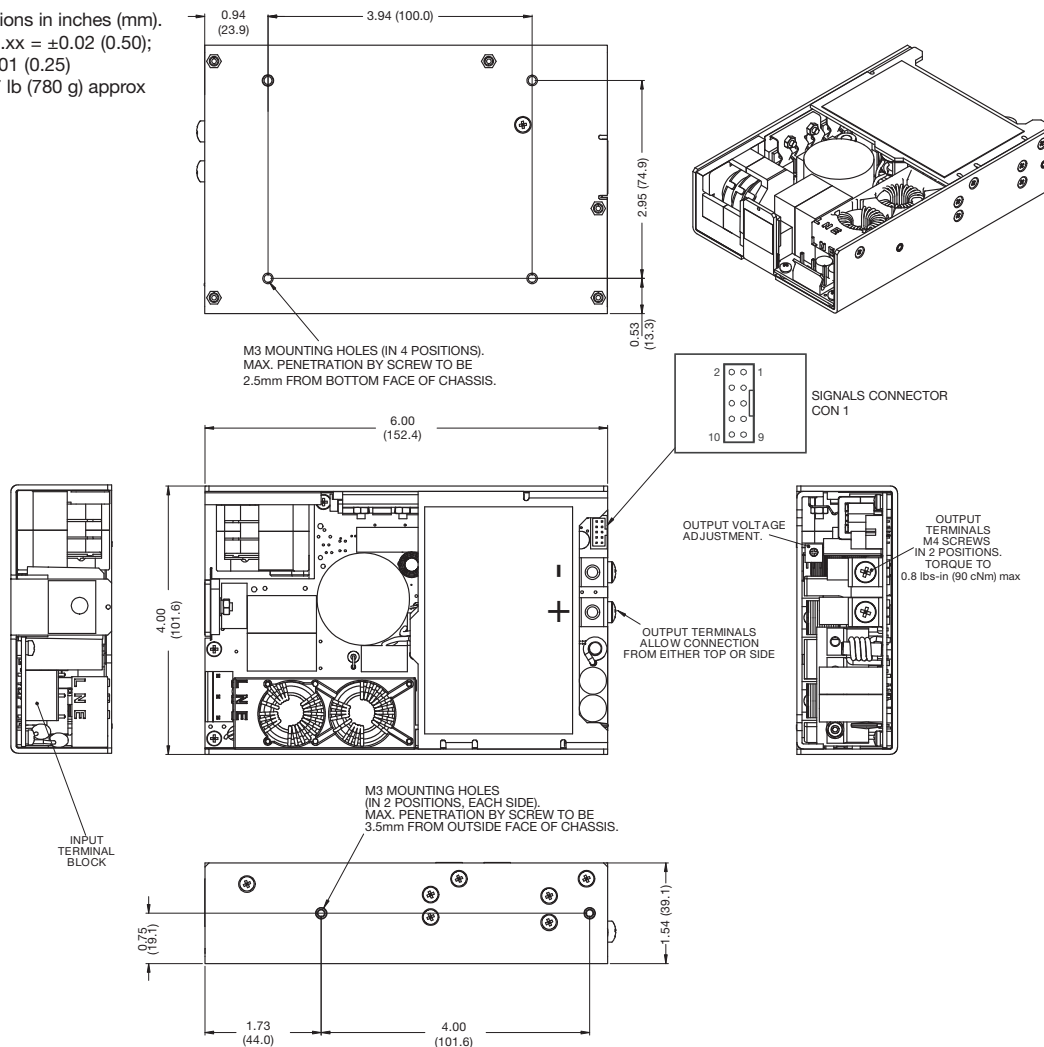 ions in inches (mm).
.xx = ±0.02 (0.50);
01 (0.25)
lb (780 g) approx
0.94
(23.9)
3.94 (100.0)
2.95 (74.9)
0.53
(13.3)
M3 MOUNTING HOLES (IN 4 POSITIONS).
MAX. PENETRATION BY SCREW TO BE
2.5mm FROM BOTTOM FACE OF CHASSIS.
L N E
L N E
2 1
10 9
SIGNALS CONNECTOR
CON 1
6.00
(152.4)
4.00
(101.6)
- 
+
L N E
L N E
OUTPUT TERMINALS
ALLOW CONNECTION
FROM EITHER TOP OR SIDE
OUTPUT VOLTAGE
ADJUSTMENT.
OUTPUT
TERMINALS
M4 SCREWS
IN 2 POSITIONS.
TORQUE TO
0.8 lbs-in (90 cNm) max
INPUT
TERMINAL
BLOCK
M3 MOUNTING HOLES
(IN 2 POSITIONS, EACH SIDE).
MAX. PENETRATION BY SCREW TO BE
3.5mm FROM OUTSIDE FACE OF CHASSIS.
0.75
(19.1)
1.54 (39.1)
1.73
(44.0)
4.00
(101.6)